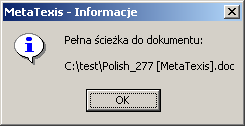 MetaTexis - Informacje
Pełna ścieżka do dokumentu:
C:\test\Polish_277 [MetaTexis].doc
OK